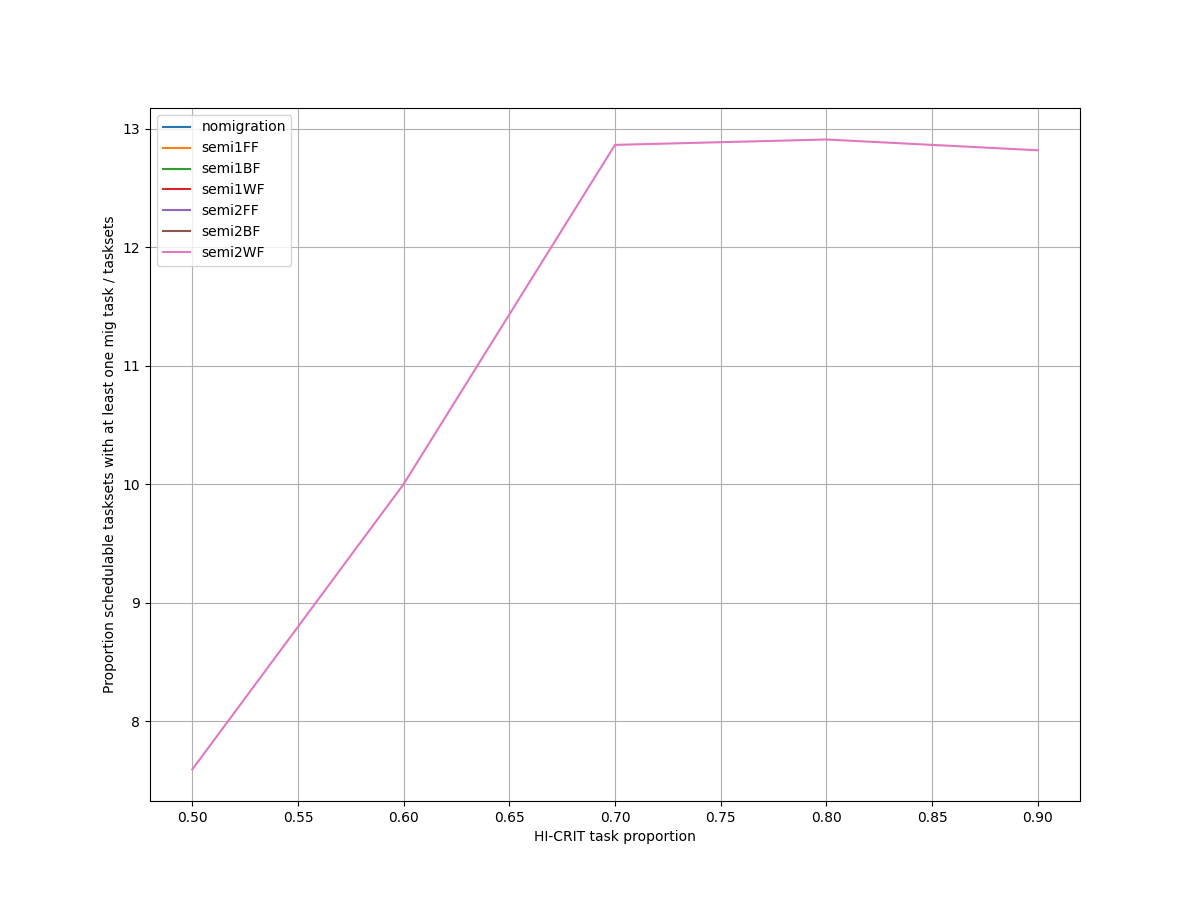 nomigration
semi1FF
semi1BF
semi1WF
semi2FF
semi2BF
semi2WF
Proportion schedulable tasksets with at least one mig task / tasksets
13
12
11
10
9
8
0.50 0.55 0.60 0.65 0.70 0.75 0.80 0.85 0.90
HI-CRIT task proportion